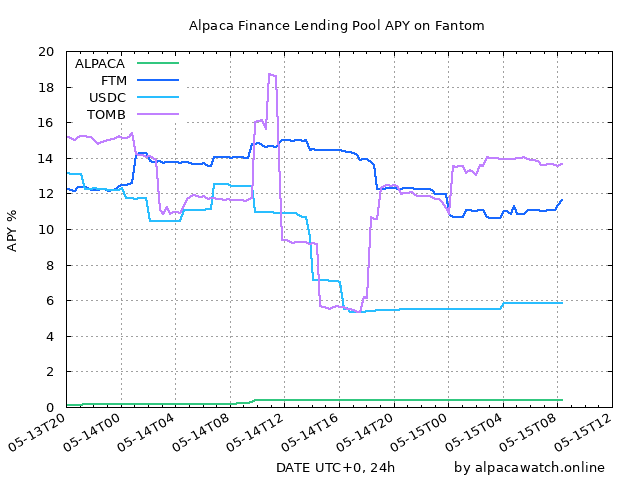 Alpaca Finance Lending Pool APY on Fantom
20
18
16
14
12
10
8
6
4
2
0
APY %
ALPACA
FTM
USDC
TOMB
05-13T20
05-14T00
05-14T04
05-14T08
05-14T12
05-14T16
05-14T20
05-15T00
05-15T04
05-15T08
05-15T12
DATE UTC+0, 24h
by alpacawatch.online